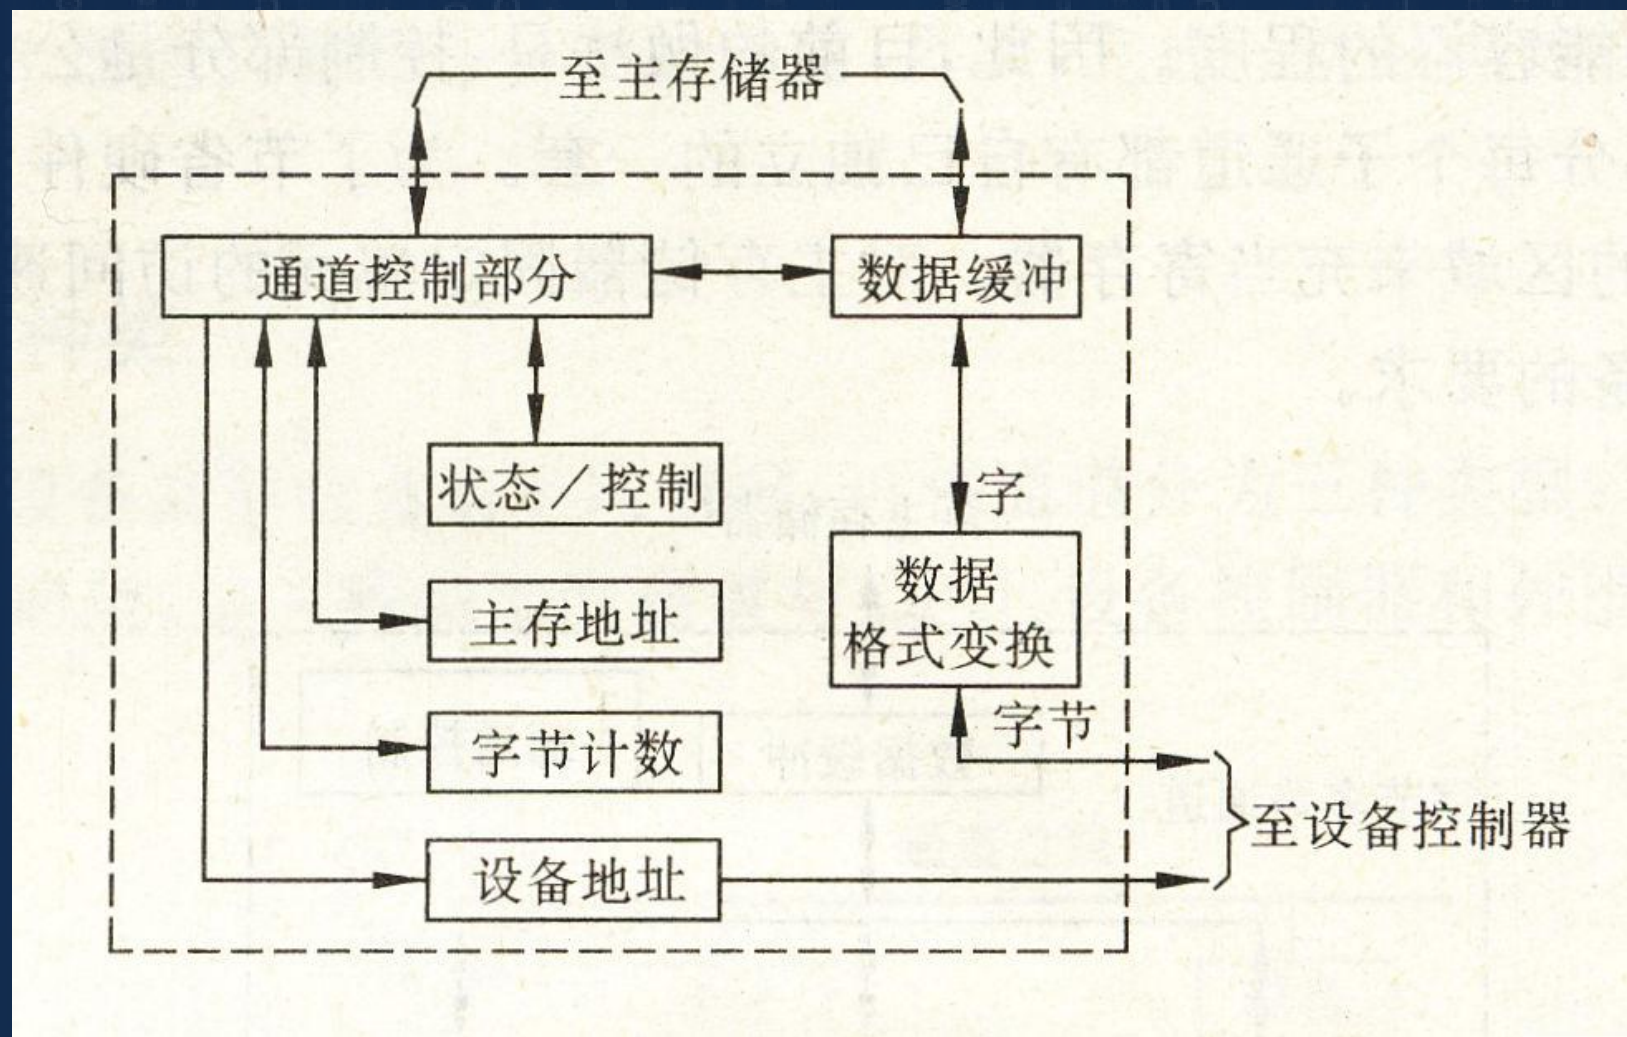 至主存储器
通道控制部分
数据缓冲
状态／控制
字
数据
格式变换
主存地址
字节
字节计数
至设备控制器
设备地址